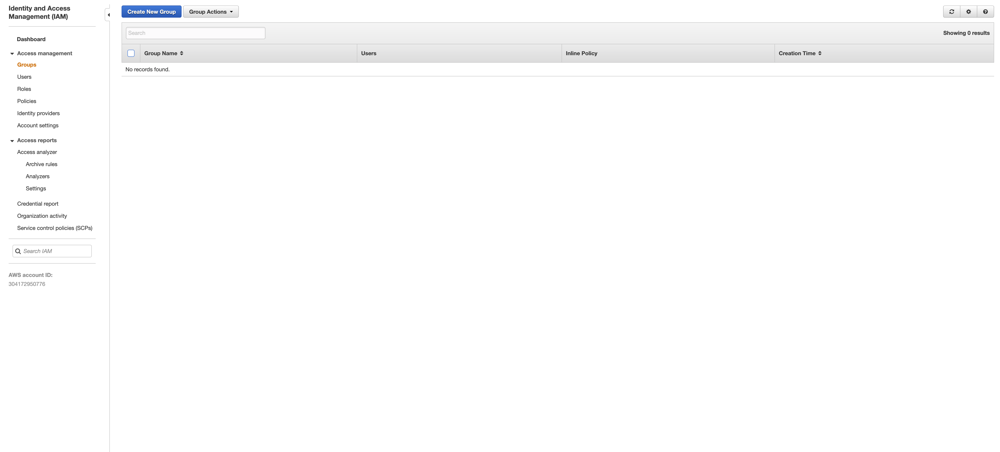 Identity and Access
Management (IAM)
Dashboard
Access management
Groups
Users
Roles
Policies
Identity providers
Account settings
Access reports
Access analyzer
Archive rules
Analyzers
Settings
Credential report
Organization activity
Service control policies (SCPs)
Search IAM
AWS account ID:
304172950776
Create New Group Group Actions
Search Showing 0 results
Group Name Users Inline Policy Creation Time
No records found.